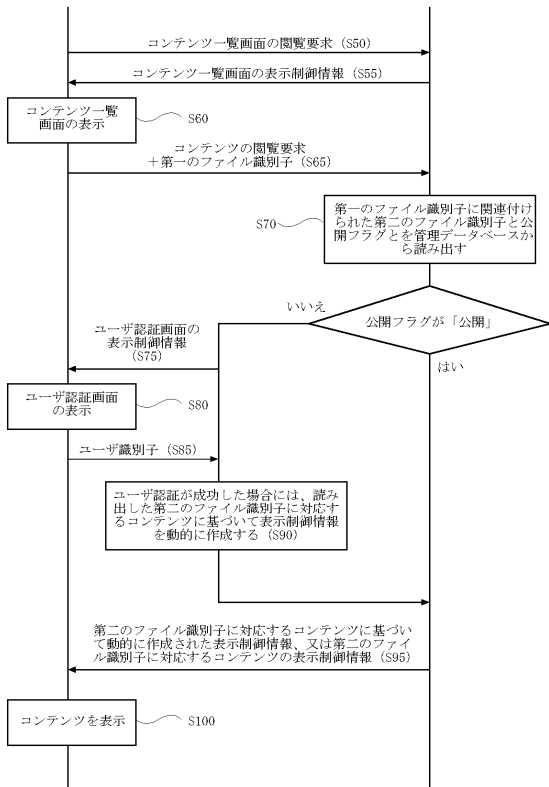 コンテンツ一覧画面の閲覧要求（S50）
コンテンツ一覧画面の表示制御情報（S55）
コンテンツ一覧
画面の表示
S60
コンテンツの閲覧要求
＋第一のファイル識別子（S65）
第一のファイル識別子に関連付け
られた第二のファイル識別子と公
開フラグとを管理データベースか
ら読み出す
S70
公開フラグが「公開」
いいえ
はい
ユーザ認証画面の
表示制御情報
（S75）
ユーザ認証画面
の表示
S80
ユーザ識別子（S85）
ユーザ認証が成功した場合には、読み
出した第二のファイル識別子に対応す
るコンテンツに基づいて表示制御情報
を動的に作成する（S90）
第二のファイル識別子に対応するコンテンツに基づい
て動的に作成された表示制御情報、又は第二のファイ
ル識別子に対応するコンテンツの表示制御情報（S95）
コンテンツを表示
S100